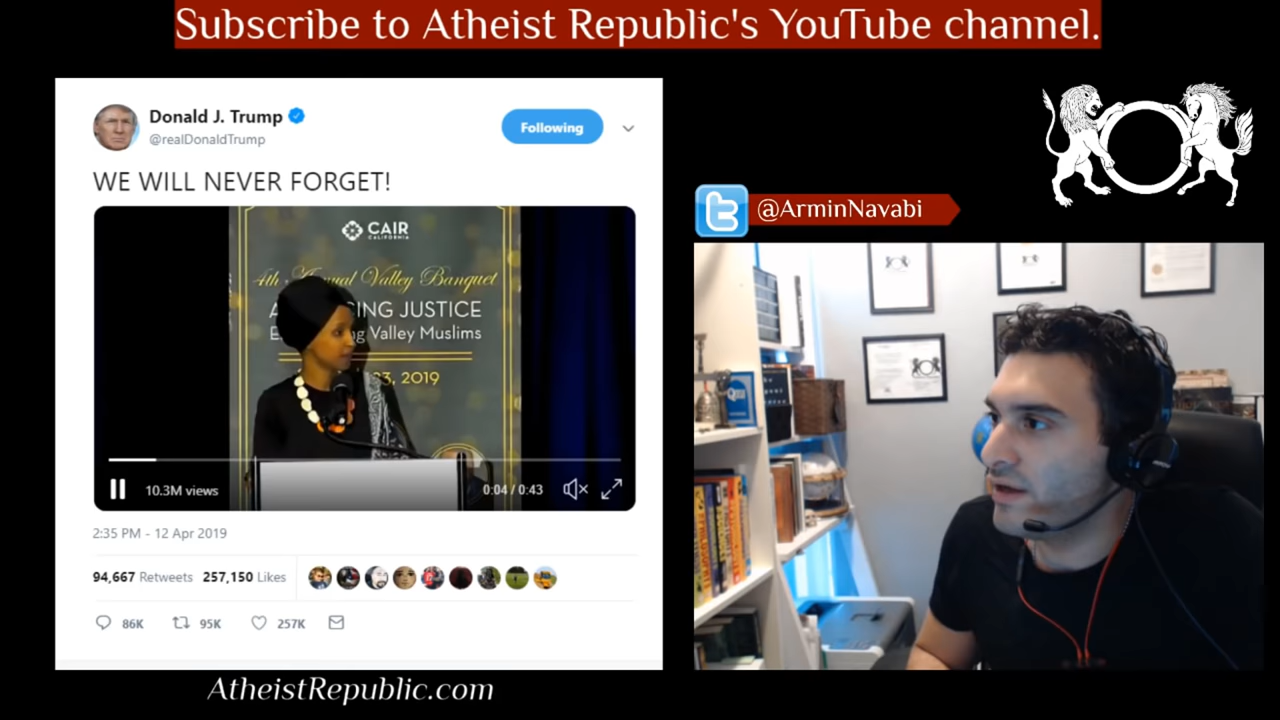 Subscribe to Atheist Republic's YouTube channel.
Donald J. Trump
@realDonaldTrump
Following
WE WILL NEVER FORGET!
CAIR
CALIFORNIA
4th Annual Valley Banquet
ING JUSTICE
Valley Muslims
3, 2019
10.3M views
0:04 / 0:43
2:35 PM - 12 Apr 2019
94,667 Retweets 257,150 Likes
86K 95K 257K
@ArminNavabi
AtheistRepublic.com